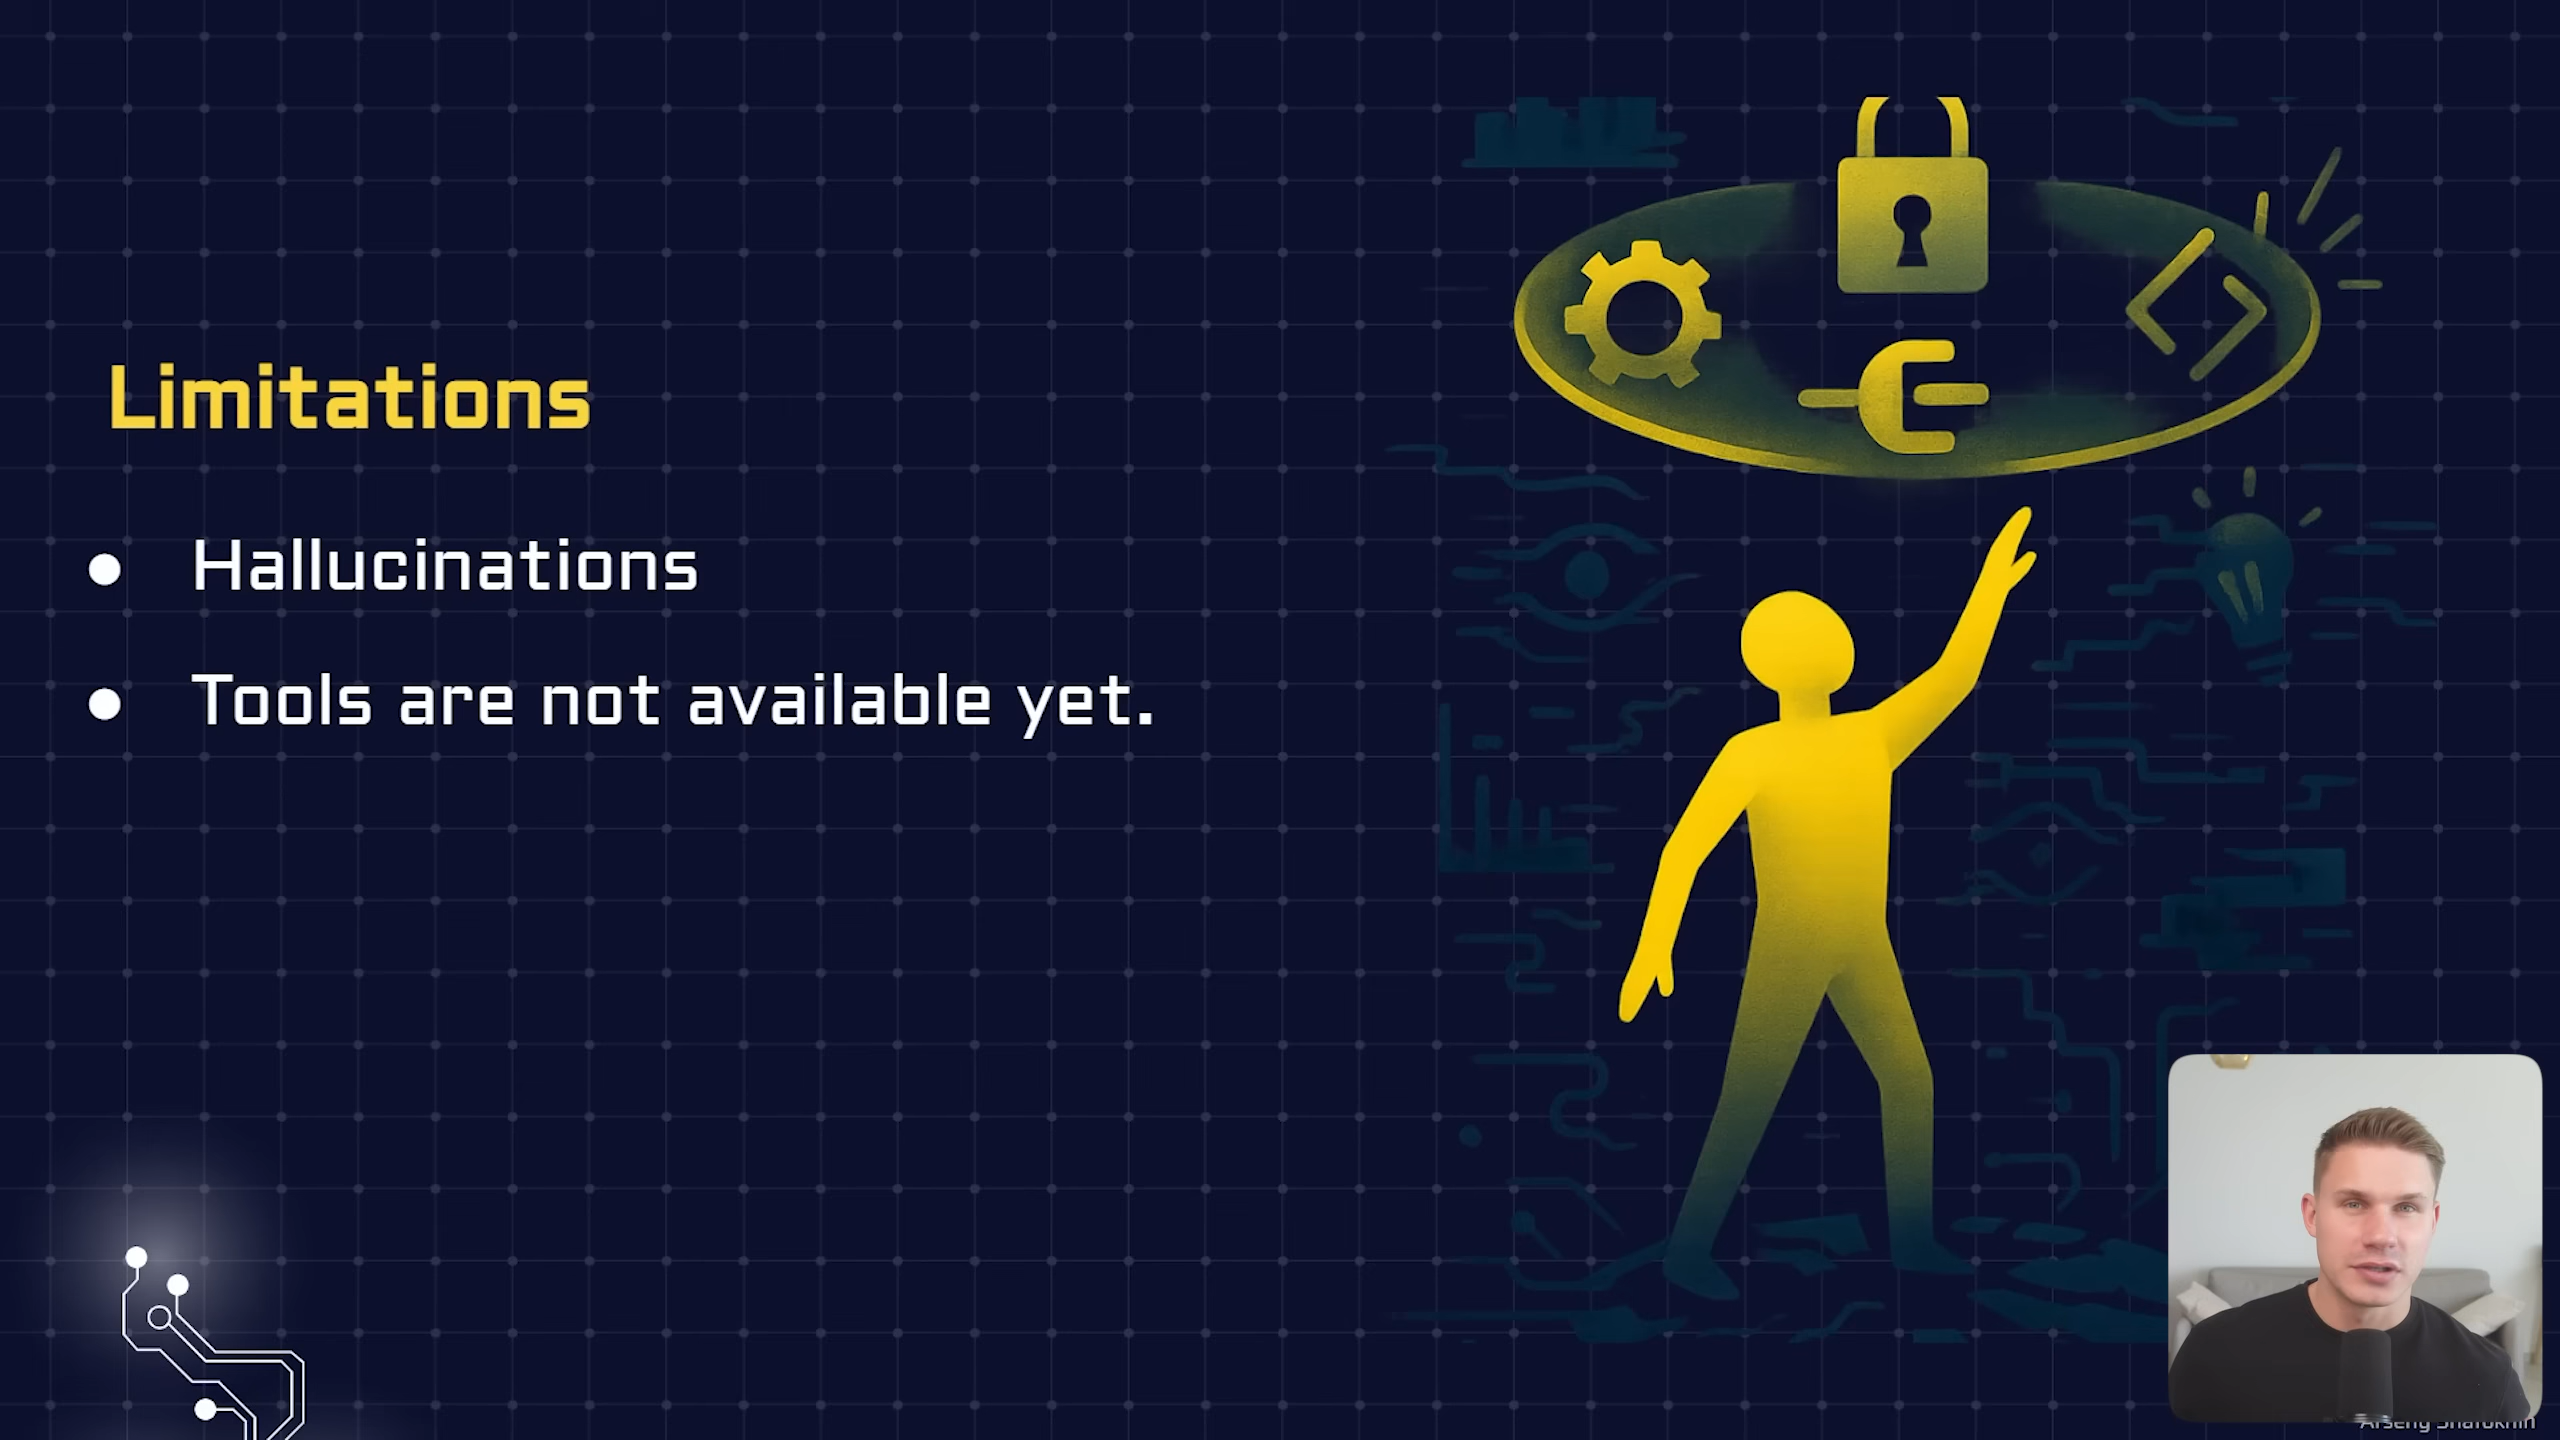 Limitations
● Hallucinations
● Tools are not available yet.